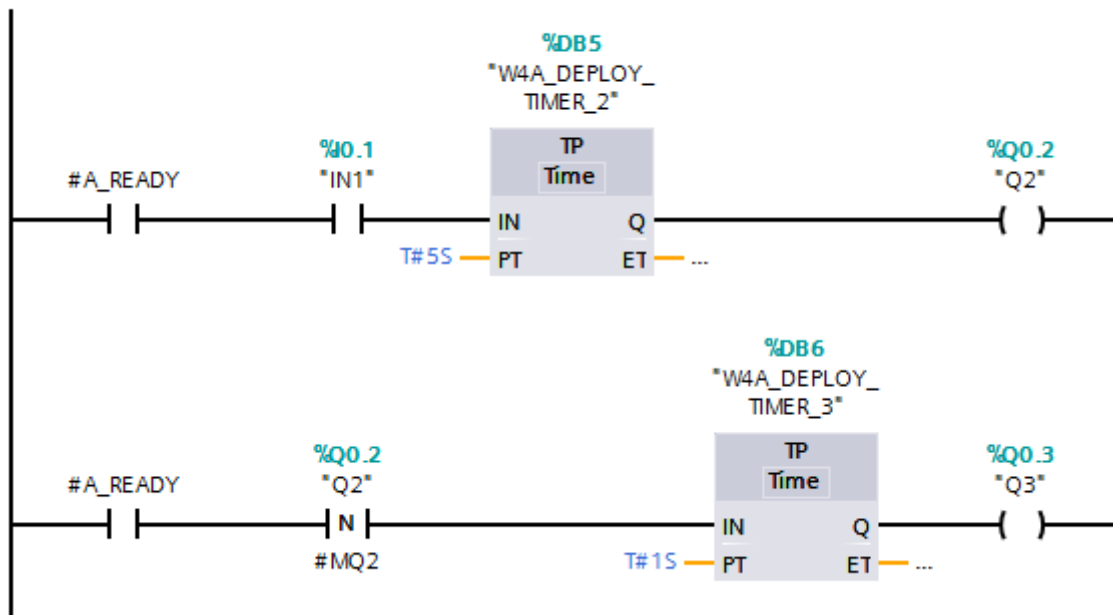 %DB5
"W4A_DEPLOY_
TIMER_2"
%I0.1
TP
%Q0.2
#A_READY
"IN1"
Time
"Q2"
IN Q
T#5S PT ET ...
%DB6
"W4A_DEPLOY_
TIMER_3"
%Q0.2
TP
%Q0.3
#A_READY
"Q2"
Time
"Q3"
N
IN Q
#MQ2
T#1S PT ET ...